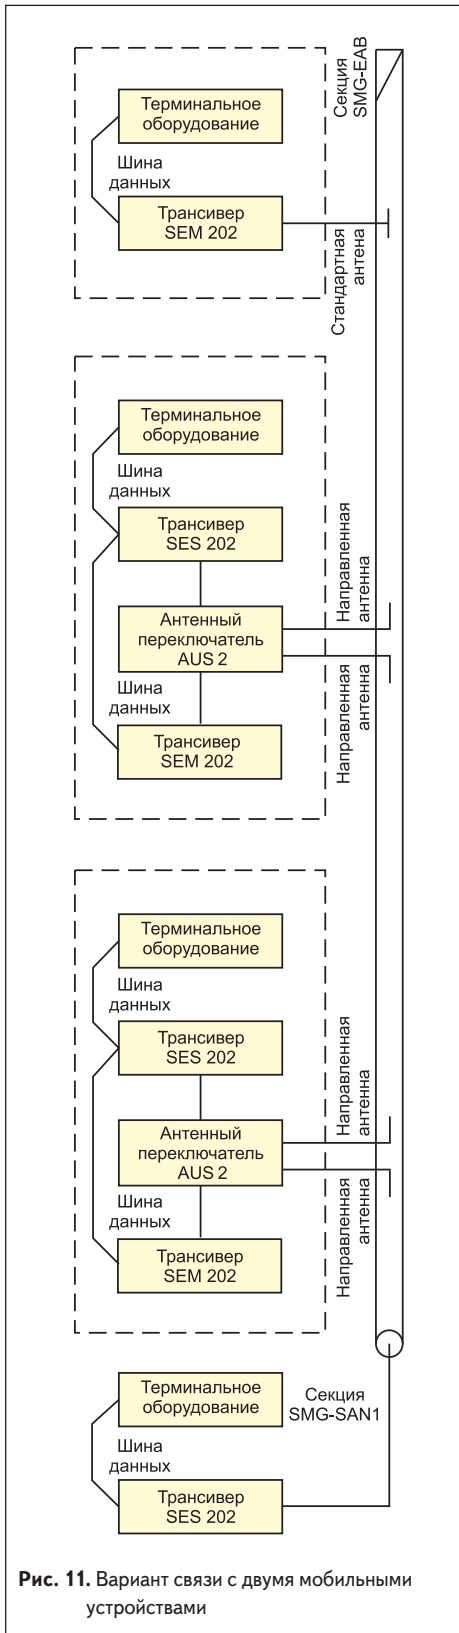 Секция
SMG-EAB
Терминальное
оборудование
Шина
данных
Трансивер
SEM 202
Стандартная
антена
Терминальное
оборудование
Шина
данных
Трансивер
SES 202
Направленная
антенна
Антенный
переключатель
AUS 2
Направленная
антенна
Шина
данных
Трансивер
SEM 202
Терминальное
оборудование
Шина
данных
Трансивер
SES 202
Направленная
антенна
Антенный
переключатель
AUS 2
Направленная
антенна
Шина
данных
Трансивер
SEM 202
Терминальное
оборудование
Секция
SMG-SAN1
Шина
данных
Трансивер
SES 202
Рис. 11. Вариант связи с двумя мобильными
устройствами